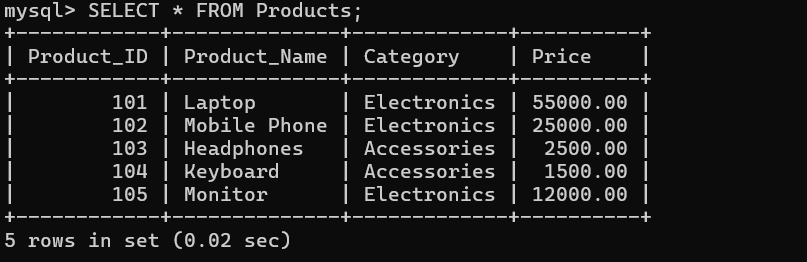 mysql> SELECT * FROM Products;
+------------+--------------+-------------+----------+
| Product_ID | Product_Name | Category    | Price    |
+------------+--------------+-------------+----------+
|        101 | Laptop       | Electronics | 55000.00 |
|        102 | Mobile Phone | Electronics | 25000.00 |
|        103 | Headphones   | Accessories |  2500.00 |
|        104 | Keyboard     | Accessories |  1500.00 |
|        105 | Monitor      | Electronics | 12000.00 |
+------------+--------------+-------------+----------+
5 rows in set (0.02 sec)